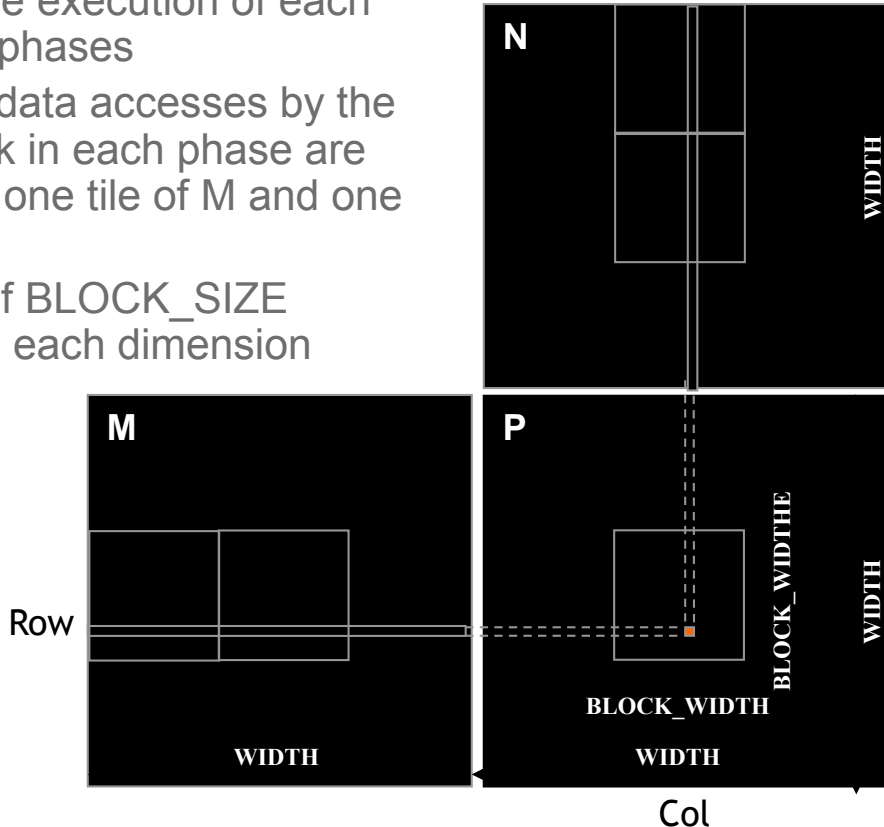 e execution of each
phases
data accesses by the
k in each phase are
one tile of M and one
f BLOCK_SIZE
each dimension
N
WIDTH
M
P
BLOCK_WIDTHE
WIDTH
Row
BLOCK_WIDTH
WIDTH
WIDTH
Col